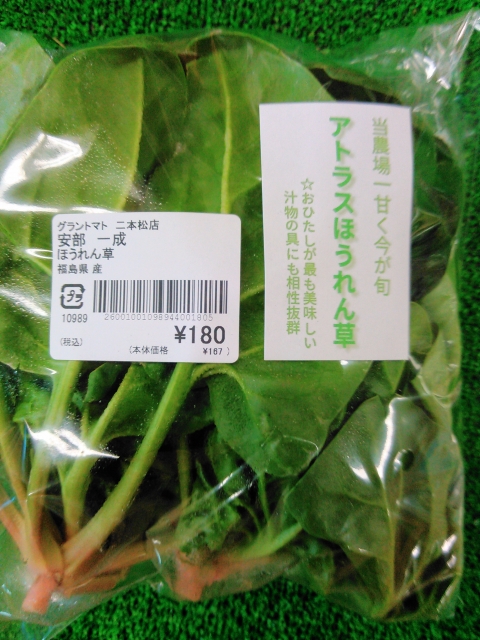 グラントマト 二本松店
安部 一成
ほうれん草
福島県 産
10989
26001001098944001805
¥180
(税込)
(本体価格 ¥167)
当農場一甘く今が旬
アトラスほうれん草
☆おひたしが最も美味しい
汁物の具にも相性抜群